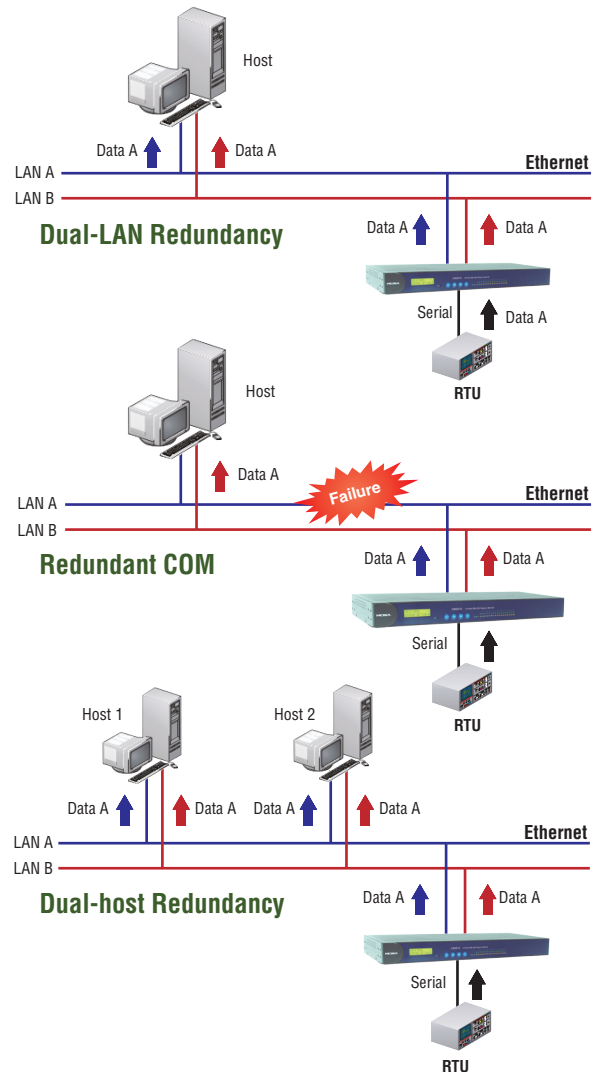 Host
Data A
Data A
LAN A
Ethernet
LAN B
Dual-LAN Redundancy
Data A
Data A
Serial
Data A
RTU
Host
Data A
Failure
LAN A
Ethernet
LAN B
Redundant COM
Data A
Data A
Serial
RTU
Host 1
Host 2
Data A
Data A
Data A
Data A
LAN A
Ethernet
LAN B
Dual-host Redundancy
Data A
Data A
Serial
RTU